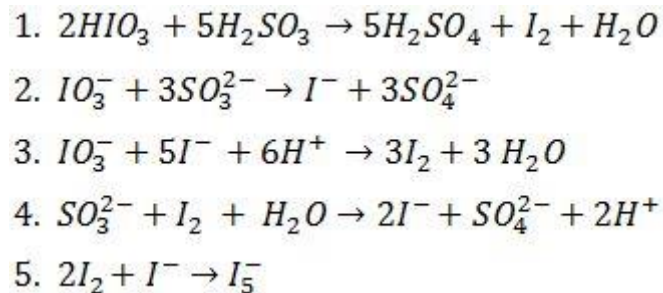 1. 2HIO₃ + 5H₂SO₃ → 5H₂SO₄ + I₂ + H₂O
2. IO₃⁻ + 3SO₃²⁻ → I⁻ + 3SO₄²⁻
3. IO₃⁻ + 5I⁻ + 6H⁺ → 3I₂ + 3 H₂O
4. SO₃²⁻ + I₂ + H₂O → 2I⁻ + SO₄²⁻ + 2H⁺
5. 2I₂ + I⁻ → I₅⁻